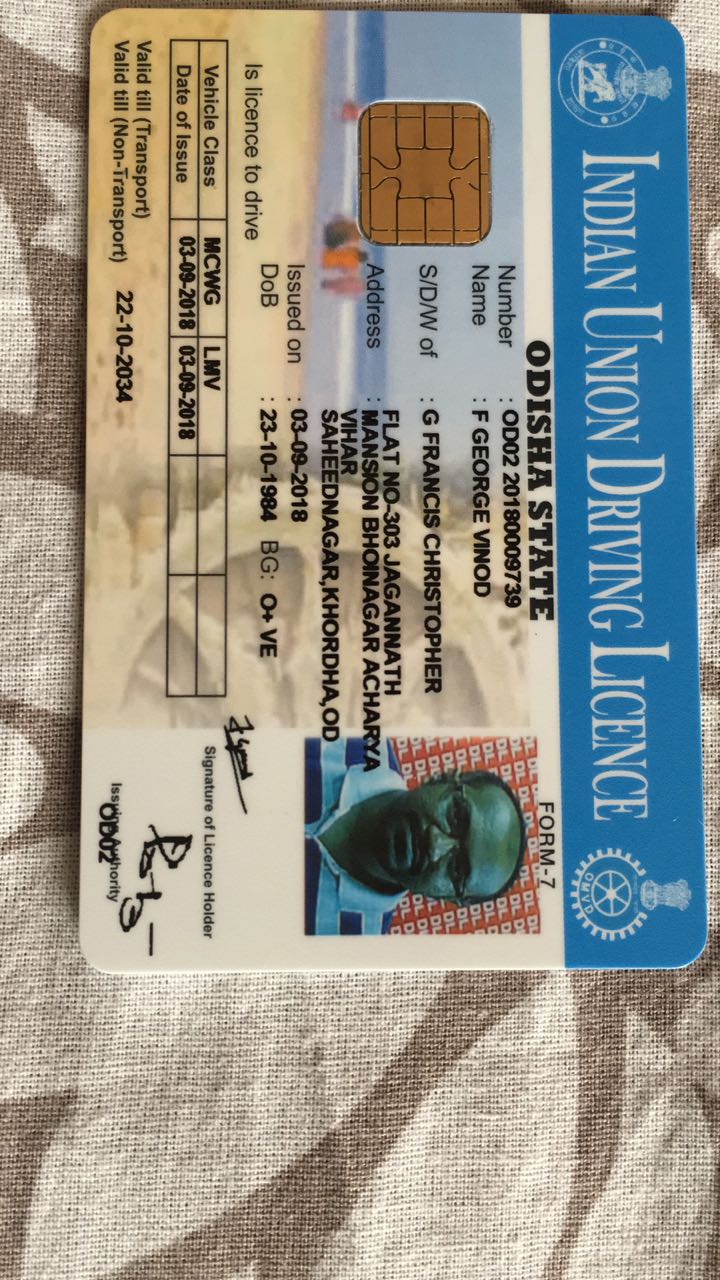 INDIAN UNION DRIVING LICENCE
ODISHA STATE
FORM-7
Number : OD02 20180009739
Name : F GEORGE VINOD
S/D/W of : G FRANCIS CHRISTOPHER
Address : FLAT NO-303 JAGANNATH
MANSION BHOINAGAR ACHARYA
VIHAR
SAHEEDNAGAR,KHORDHA,OD
Issued on : 03-09-2018
DoB : 23-10-1984 BG: O+ VE
Is licence to drive
Vehicle Class MCWG LMV
Date of Issue 03-09-2018 03-09-2018
Valid till (Transport)
Valid till (Non-Transport) 22-10-2034
Signature of Licence Holder
Issuing Authority
OD02